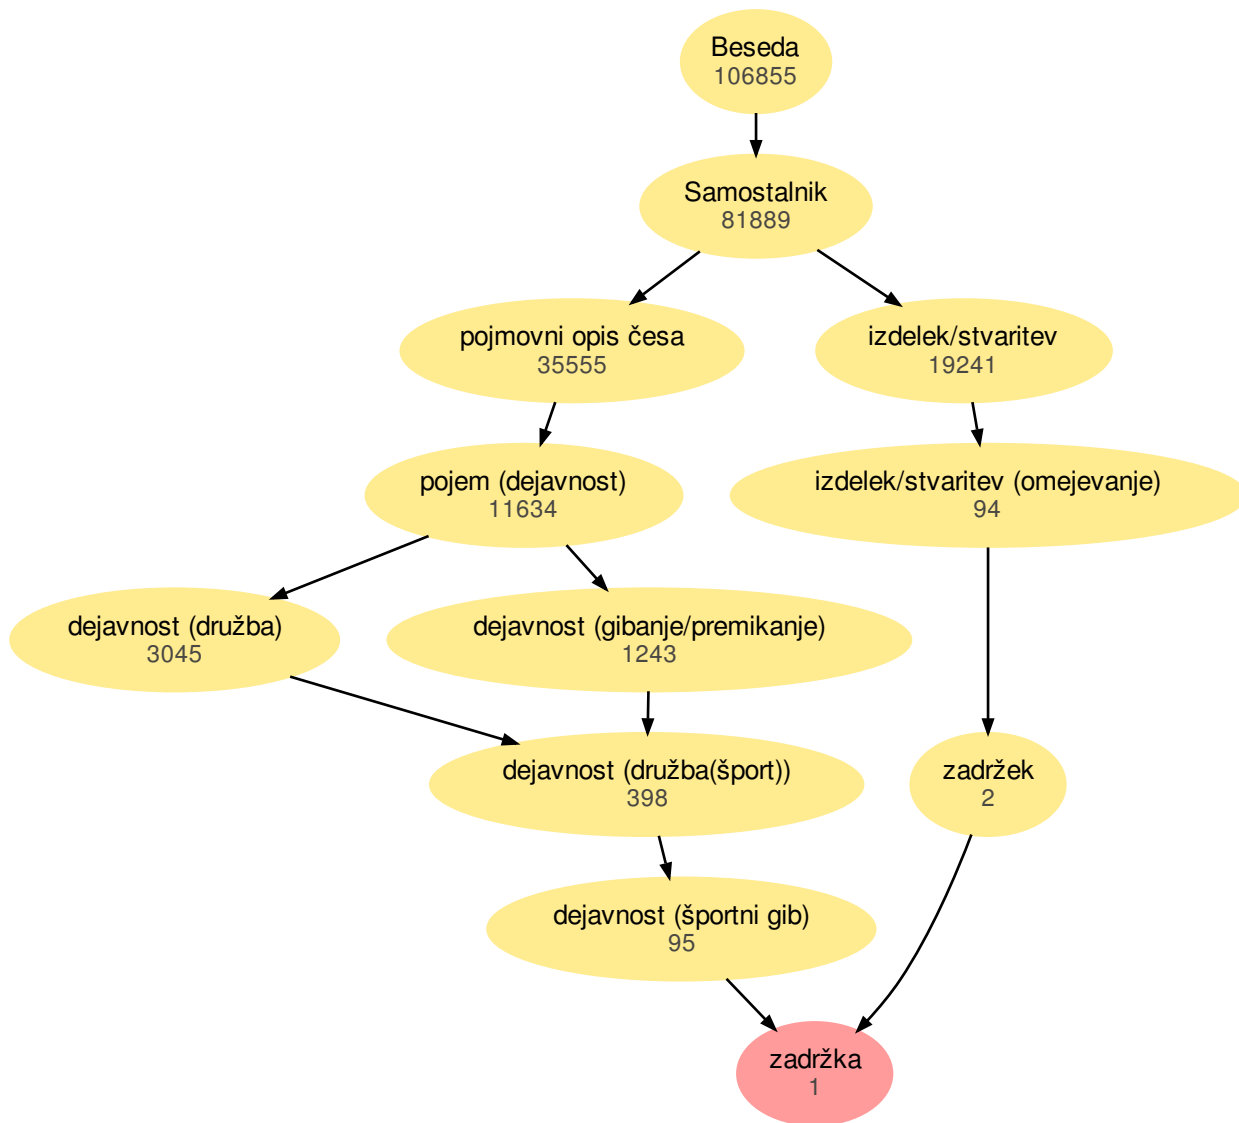 Beseda
106855
Samostalnik
81889
pojmovni opis česa
35555
izdelek/stvaritev
19241
pojem (dejavnost)
11634
izdelek/stvaritev (omejevanje)
94
dejavnost (družba)
3045
dejavnost (gibanje/premikanje)
1243
dejavnost (družba(šport))
398
zadržek
2
dejavnost (športni gib)
95
zadržka
1